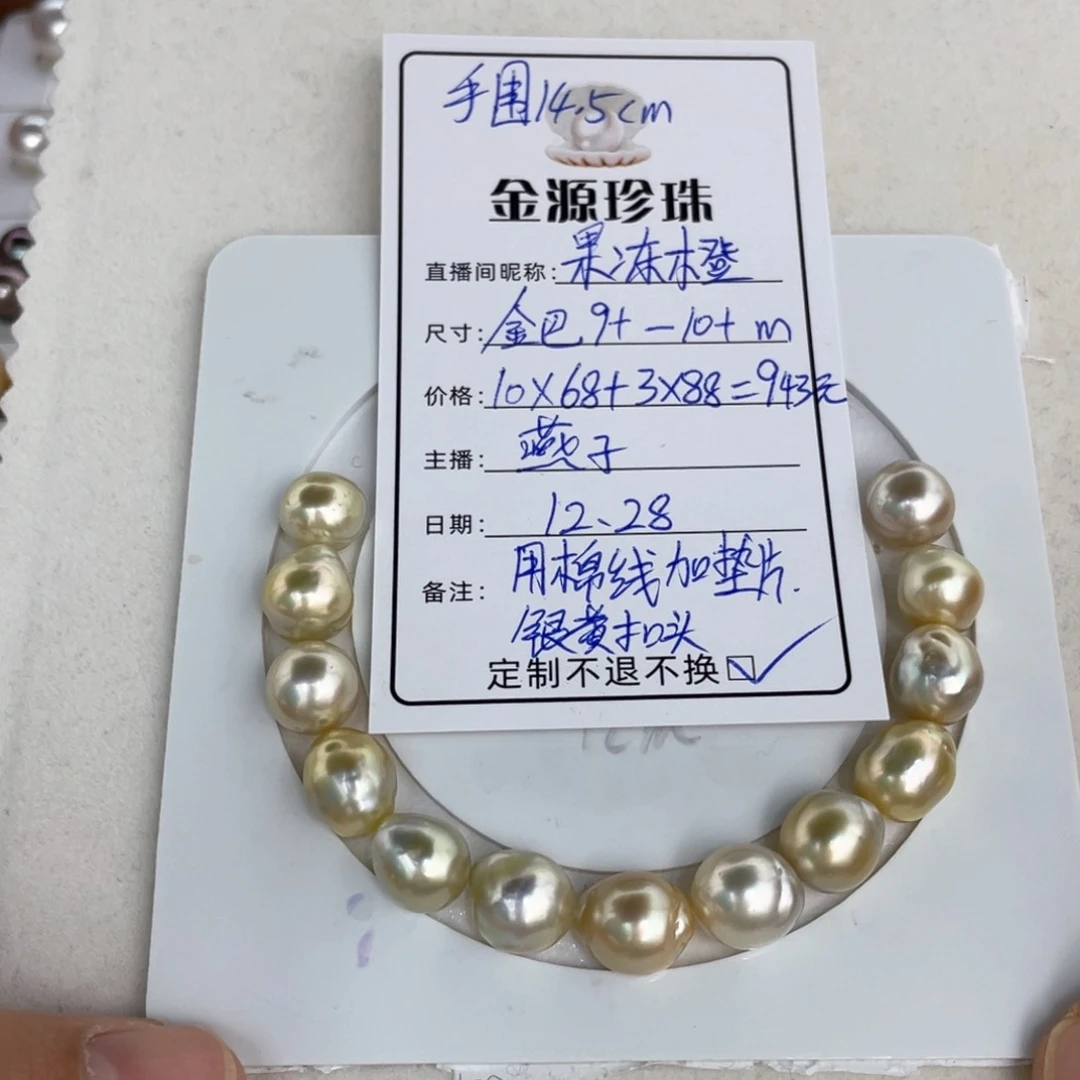 手围14.5cm
金源珍珠
直播间昵称:果冻橙
尺寸:金巴9+—10+m
价格:10×68+3×88=943元
主播:燕子
日期:12、28
备注:用棉线加垫片.
银黄扣头
定制不退不换☑